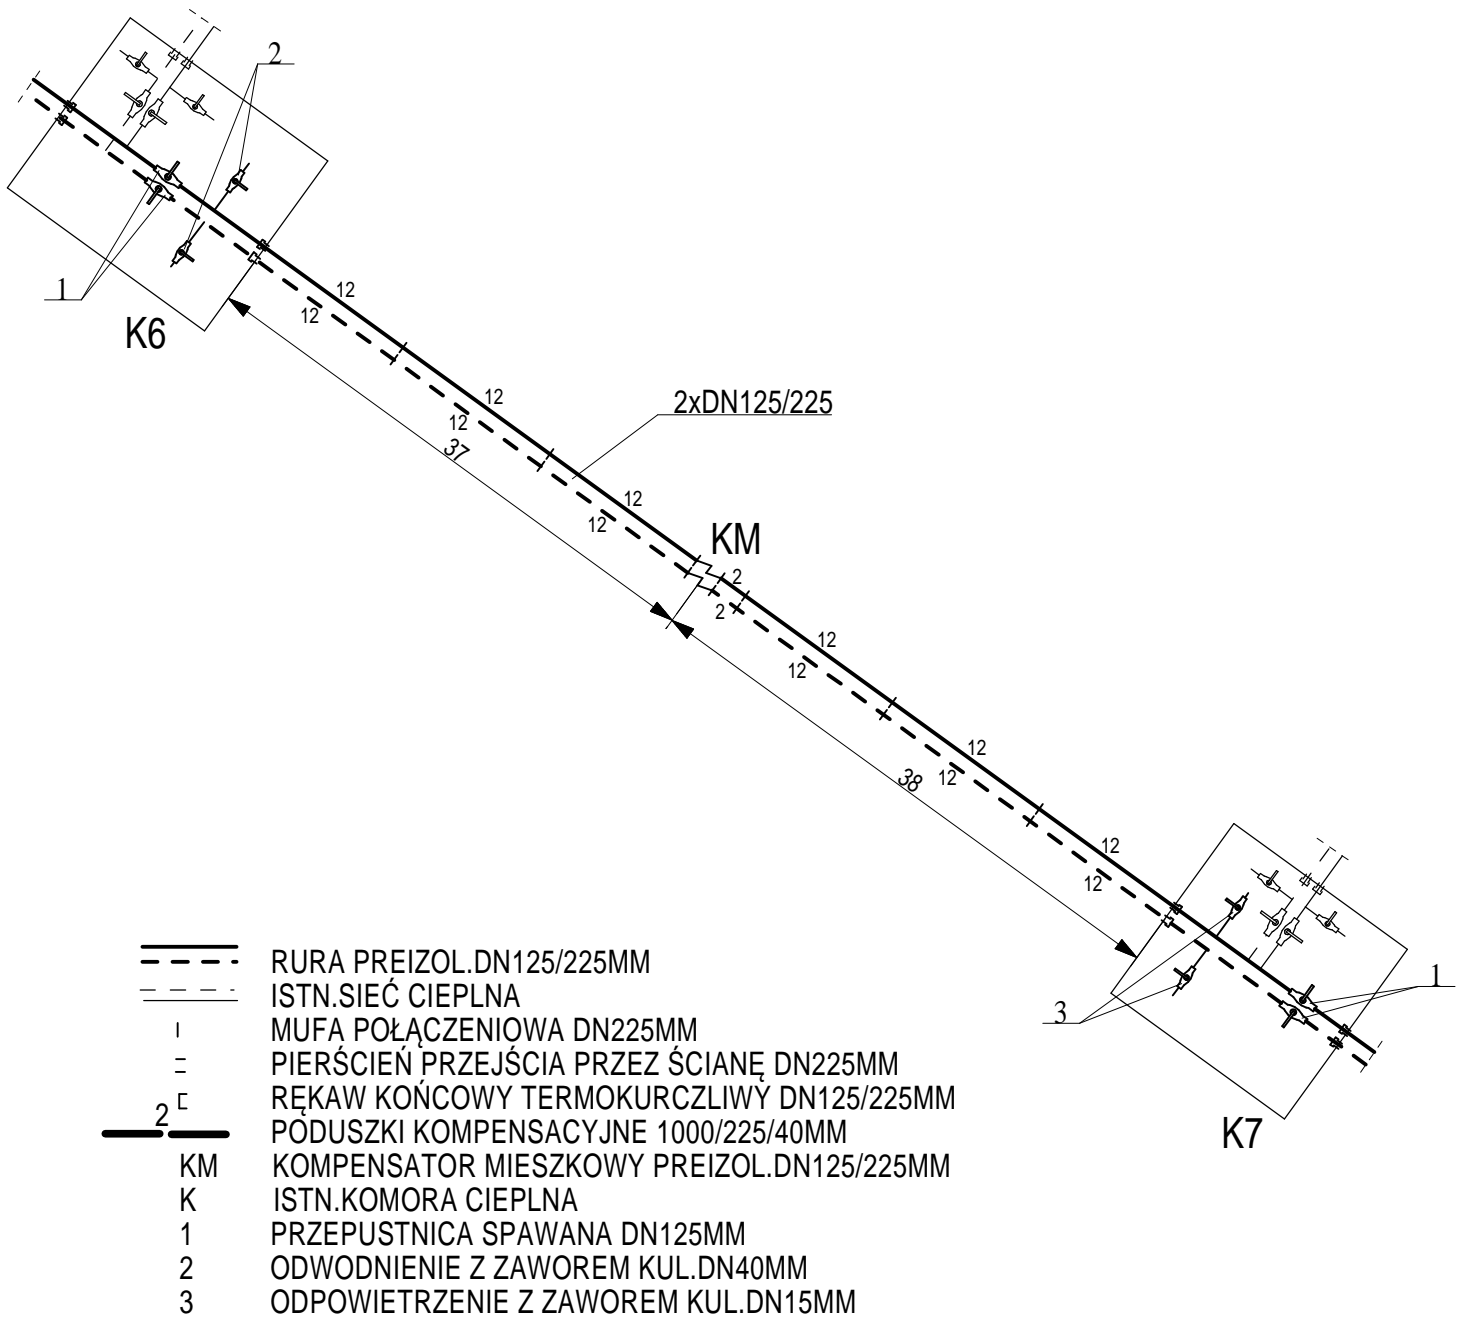 2
1
K6
12
12
12
12
2xDN125/225
37
12
12
KM
2
2
12
12
12
12
38
12
12
1
3
K7
RURA PREIZOL.DN125/225MM
ISTN.SIEĆ CIEPLNA
MUFA POŁĄCZENIOWA DN225MM
PIERŚCIEŃ PRZEJŚCIA PRZEZ ŚCIANĘ DN225MM
RĘKAW KOŃCOWY TERMOKURCZLIWY DN125/225MM
2 PODUSZKI KOMPENSACYJNE 1000/225/40MM
KM KOMPENSATOR MIESZKOWY PREIZOL.DN125/225MM
K ISTN.KOMORA CIEPLNA
1 PRZEPUSTNICA SPAWANA DN125MM
2 ODWODNIENIE Z ZAWOREM KUL.DN40MM
3 ODPOWIETRZENIE Z ZAWOREM KUL.DN15MM